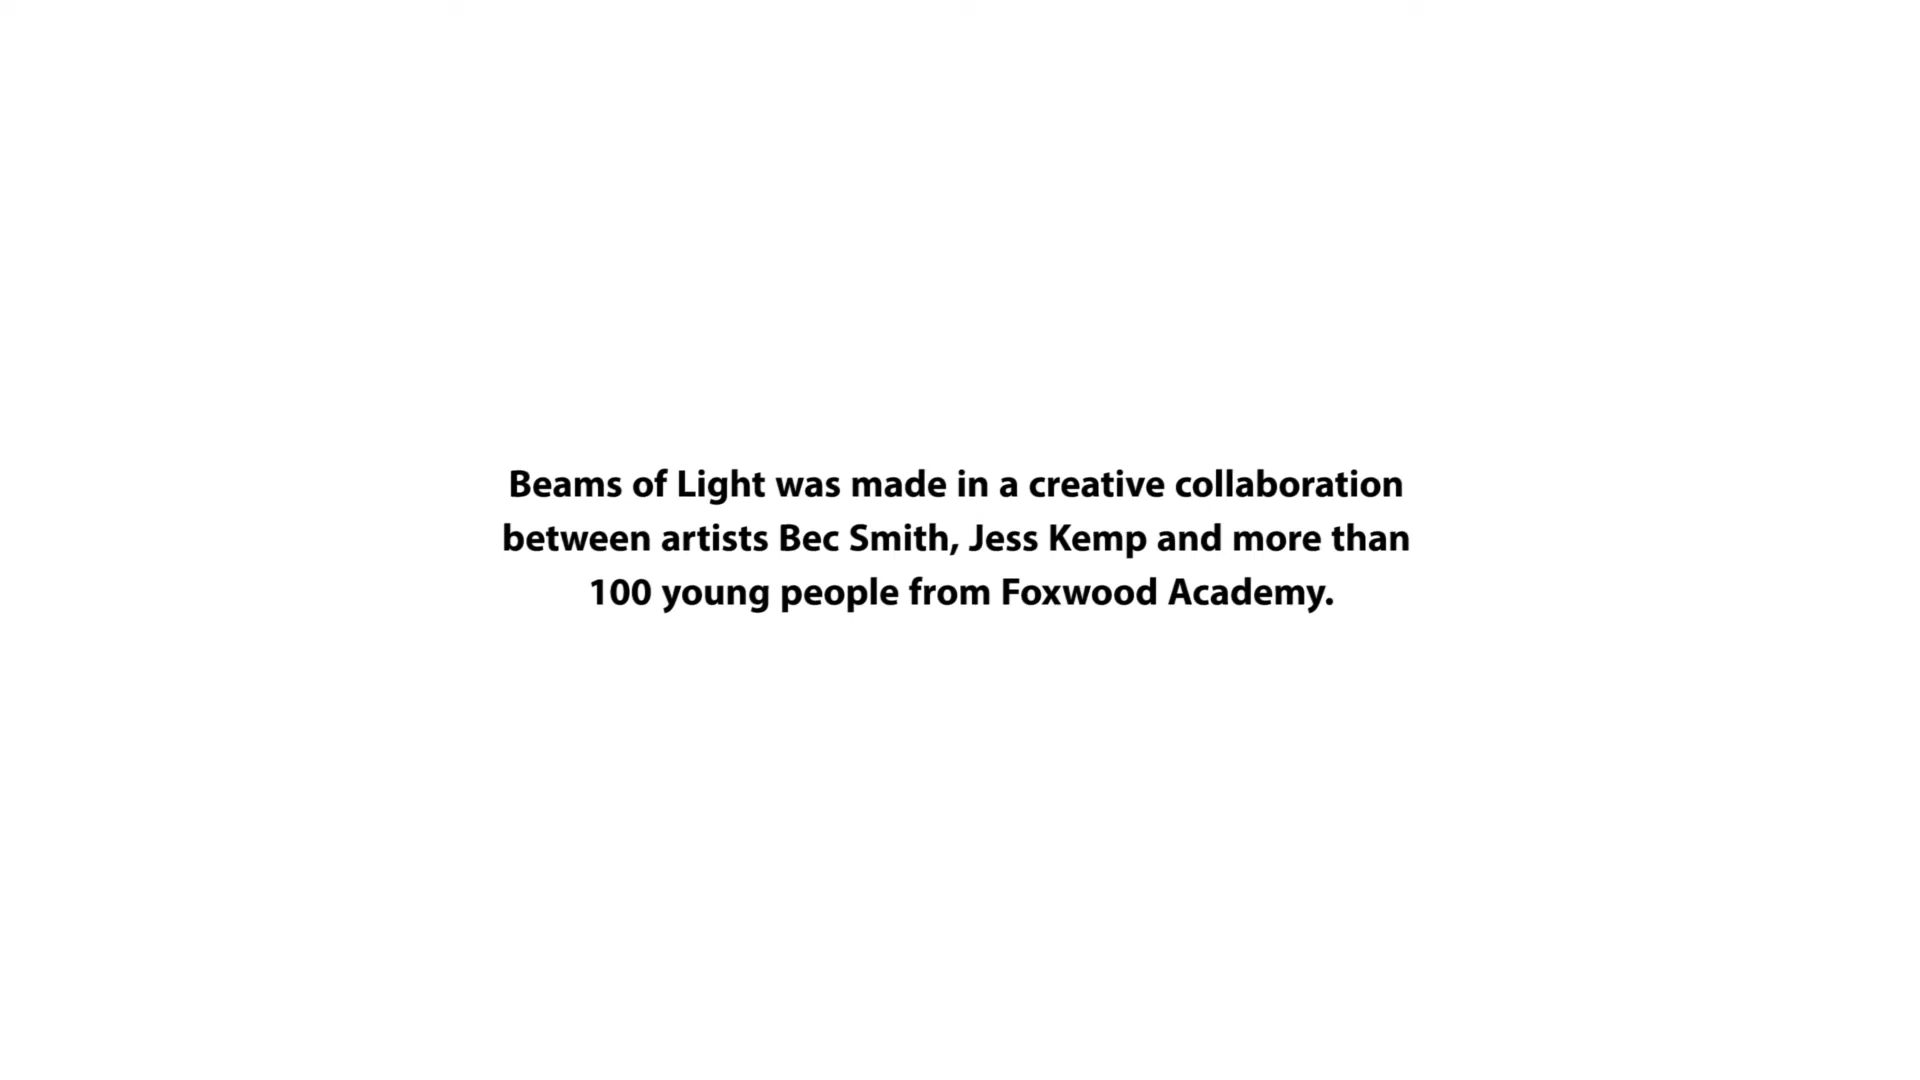 Beams of Light was made in a creative collaboration
between artists Bec Smith, Jess Kemp and more than
100 young people from Foxwood Academy.